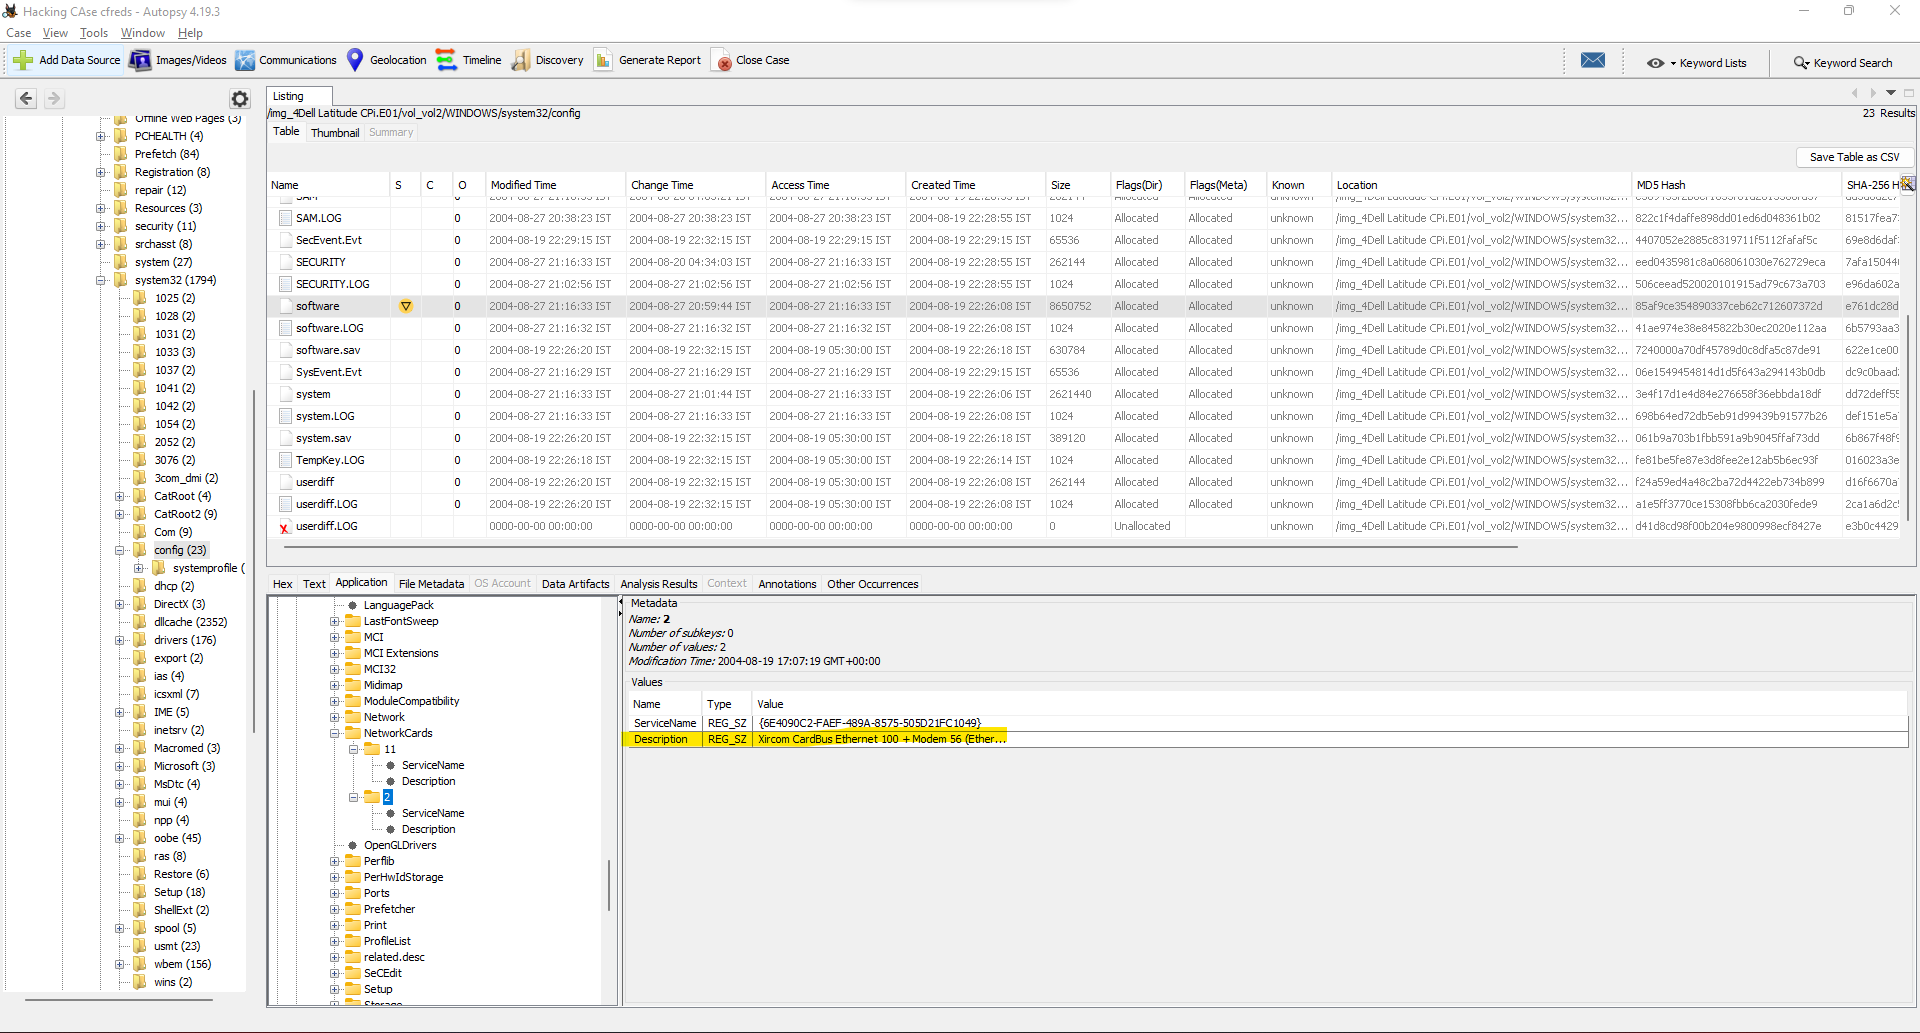 Hacking CAse cfreds - Autopsy 4.19.3
Case View Tools Window Help
Add Data Source Images/Videos Communications Geolocation Timeline Discovery Generate Report Close Case Keyword Lists Keyword Search
Offline Web Pages (3)
PCHEALTH (4)
Prefetch (84)
Registration (8)
repair (12)
Resources (3)
security (11)
srchasst (8)
system (27)
system32 (1794)
1025 (2)
1028 (2)
1031 (2)
1033 (3)
1037 (2)
1041 (2)
1042 (2)
1054 (2)
2052 (2)
3076 (2)
3com_dmi (2)
CatRoot (4)
CatRoot2 (9)
Com (9)
config (23)
systemprofile (
dhcp (2)
DirectX (3)
dllcache (2352)
drivers (176)
export (2)
ias (4)
icsxml (7)
IME (5)
inetsrv (2)
Macromed (3)
Microsoft (3)
MsDtc (4)
mui (4)
npp (4)
oobe (45)
ras (8)
Restore (6)
Setup (18)
ShellExt (2)
spool (5)
usmt (23)
wbem (156)
wins (2)
Listing
/img_4Dell Latitude CPi.E01/vol_vol2/WINDOWS/system32/config 23 Results
Table Thumbnail Summary
Save Table as CSV
Name S C O Modified Time Change Time Access Time Created Time Size Flags(Dir) Flags(Meta) Known Location MD5 Hash SHA-256 H
SAM.LOG 0 2004-08-27 20:38:23 IST 2004-08-27 20:38:23 IST 2004-08-27 20:38:23 IST 2004-08-19 22:28:55 IST 1024 Allocated Allocated unknown /img_4Dell Latitude CPi.E01/vol_vol2/WINDOWS/system32... 822c1f4daffe898dd01ed6d048361b02 81517fea7
SecEvent.Evt 0 2004-08-19 22:29:15 IST 2004-08-19 22:32:15 IST 2004-08-19 22:29:15 IST 2004-08-19 22:29:15 IST 65536 Allocated Allocated unknown /img_4Dell Latitude CPi.E01/vol_vol2/WINDOWS/system32... 4407052e2885c8319711f5112fafaf5c 69e8d6daf
SECURITY 0 2004-08-27 21:16:33 IST 2004-08-20 04:34:03 IST 2004-08-27 21:16:33 IST 2004-08-19 22:28:55 IST 262144 Allocated Allocated unknown /img_4Dell Latitude CPi.E01/vol_vol2/WINDOWS/system32... eed0435981c8a068061030e762729eca 7afa15044
SECURITY.LOG 0 2004-08-27 21:02:56 IST 2004-08-27 21:02:56 IST 2004-08-27 21:02:56 IST 2004-08-19 22:28:55 IST 1024 Allocated Allocated unknown /img_4Dell Latitude CPi.E01/vol_vol2/WINDOWS/system32... 506ceead520020101915ad79c673a703 e96da602a
software 0 2004-08-27 21:16:33 IST 2004-08-27 20:59:44 IST 2004-08-27 21:16:33 IST 2004-08-19 22:26:08 IST 8650752 Allocated Allocated unknown /img_4Dell Latitude CPi.E01/vol_vol2/WINDOWS/system32... 85af9ce354890337ceb62c712607372d e761dc28d
software.LOG 0 2004-08-27 21:16:32 IST 2004-08-27 21:16:32 IST 2004-08-27 21:16:32 IST 2004-08-19 22:26:08 IST 1024 Allocated Allocated unknown /img_4Dell Latitude CPi.E01/vol_vol2/WINDOWS/system32... 41ae974e38e845822b30ec2020e112aa 6b5793aa3
software.sav 0 2004-08-19 22:26:20 IST 2004-08-19 22:32:15 IST 2004-08-19 05:30:00 IST 2004-08-19 22:26:18 IST 630784 Allocated Allocated unknown /img_4Dell Latitude CPi.E01/vol_vol2/WINDOWS/system32... 7240000a70df45789d0c8dfa5c87de91 622e1ce00
SysEvent.Evt 0 2004-08-27 21:16:29 IST 2004-08-27 21:16:29 IST 2004-08-27 21:16:29 IST 2004-08-19 22:29:15 IST 65536 Allocated Allocated unknown /img_4Dell Latitude CPi.E01/vol_vol2/WINDOWS/system32... 06e1549454814d1d5f643a294143b0db dc9c0baad
system 0 2004-08-27 21:16:33 IST 2004-08-27 21:01:44 IST 2004-08-27 21:16:33 IST 2004-08-19 22:26:06 IST 2621440 Allocated Allocated unknown /img_4Dell Latitude CPi.E01/vol_vol2/WINDOWS/system32... 3e4f17d1e4d84e276658f36ebbda18df dd72deff55
system.LOG 0 2004-08-27 21:16:33 IST 2004-08-27 21:16:33 IST 2004-08-27 21:16:33 IST 2004-08-19 22:26:08 IST 1024 Allocated Allocated unknown /img_4Dell Latitude CPi.E01/vol_vol2/WINDOWS/system32... 698b64ed72db5eb91d99439b91577b26 def151e5a
system.sav 0 2004-08-19 22:26:20 IST 2004-08-19 22:32:15 IST 2004-08-19 05:30:00 IST 2004-08-19 22:26:18 IST 389120 Allocated Allocated unknown /img_4Dell Latitude CPi.E01/vol_vol2/WINDOWS/system32... 061b9a703b1fbb591a9b9045ffaf73dd 6b867f48f9
TempKey.LOG 0 2004-08-19 22:26:18 IST 2004-08-19 22:32:15 IST 2004-08-19 05:30:00 IST 2004-08-19 22:26:14 IST 1024 Allocated Allocated unknown /img_4Dell Latitude CPi.E01/vol_vol2/WINDOWS/system32... fe81be5fe87e3d8fee2e12ab5b6ec93f 016023a3e
userdiff 0 2004-08-19 22:26:20 IST 2004-08-19 22:32:15 IST 2004-08-19 05:30:00 IST 2004-08-19 22:26:08 IST 262144 Allocated Allocated unknown /img_4Dell Latitude CPi.E01/vol_vol2/WINDOWS/system32... f24a59ed4a48c2ba72d4422eb734b899 d16f6670a
userdiff.LOG 0 2004-08-19 22:26:20 IST 2004-08-19 22:32:15 IST 2004-08-19 05:30:00 IST 2004-08-19 22:26:08 IST 1024 Allocated Allocated unknown /img_4Dell Latitude CPi.E01/vol_vol2/WINDOWS/system32... a1e5ff3770ce15308fbb6ca2030fede9 2ca1a6d2c
userdiff.LOG 0000-00-00 00:00:00 0000-00-00 00:00:00 0000-00-00 00:00:00 0000-00-00 00:00:00 0 Unallocated unknown /img_4Dell Latitude CPi.E01/vol_vol2/WINDOWS/system32... d41d8cd98f00b204e9800998ecf8427e e3b0c4429
Hex Text Application File Metadata OS Account Data Artifacts Analysis Results Context Annotations Other Occurrences
LanguagePack
LastFontSweep
MCI
MCI Extensions
MCI32
Midimap
ModuleCompatibility
Network
NetworkCards
11
ServiceName
Description
2
ServiceName
Description
OpenGLDrivers
Perflib
PerHwIdStorage
Ports
Prefetcher
Print
ProfileList
related.desc
SeCEdit
Setup
Storage
Metadata
Name: 2
Number of subkeys: 0
Number of values: 2
Modification Time: 2004-08-19 17:07:19 GMT+00:00
Values
Name Type Value
ServiceName REG_SZ {6E4090C2-FAEF-489A-8575-505D21FC1049}
Description REG_SZ Xircom CardBus Ethernet 100 + Modem 56 (Ether...